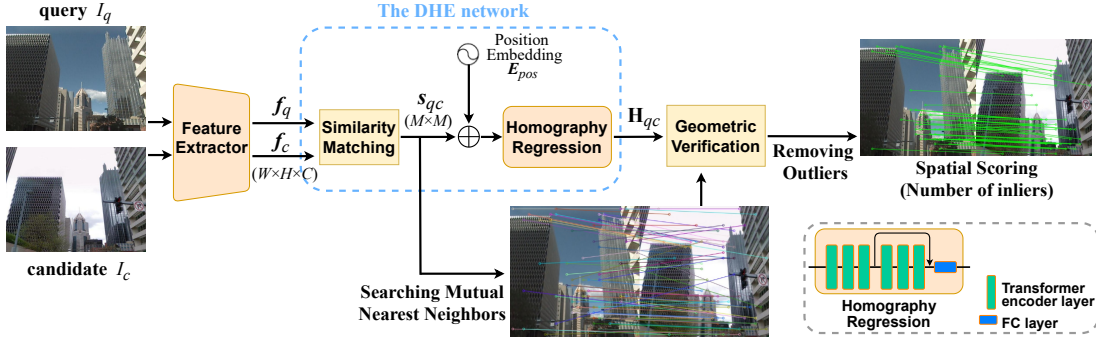 query I_q
The DHE network
Position
Embedding
E_pos
Feature
Extractor
f_q
f_c
(W×H×C)
Similarity
Matching
s_qc
(M×M)
Homography
Regression
H_qc
Geometric
Verification
Removing
Outliers
Spatial Scoring
(Number of inliers)
candidate I_c
Searching Mutual
Nearest Neighbors
Homography
Regression
Transformer
encoder layer
FC layer